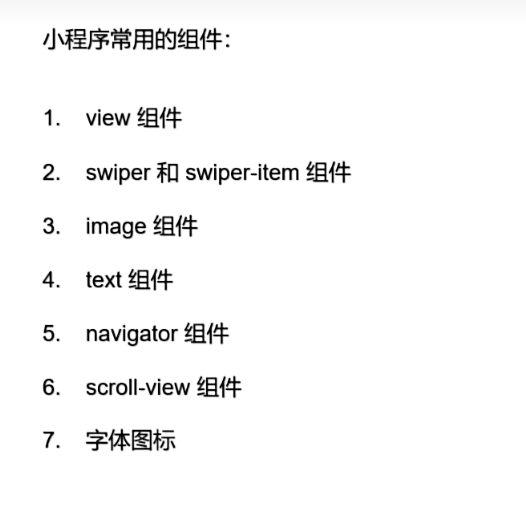 小程序常用的组件：
1. view 组件
2. swiper 和 swiper-item 组件
3. image 组件
4. text 组件
5. navigator 组件
6. scroll-view 组件
7. 字体图标